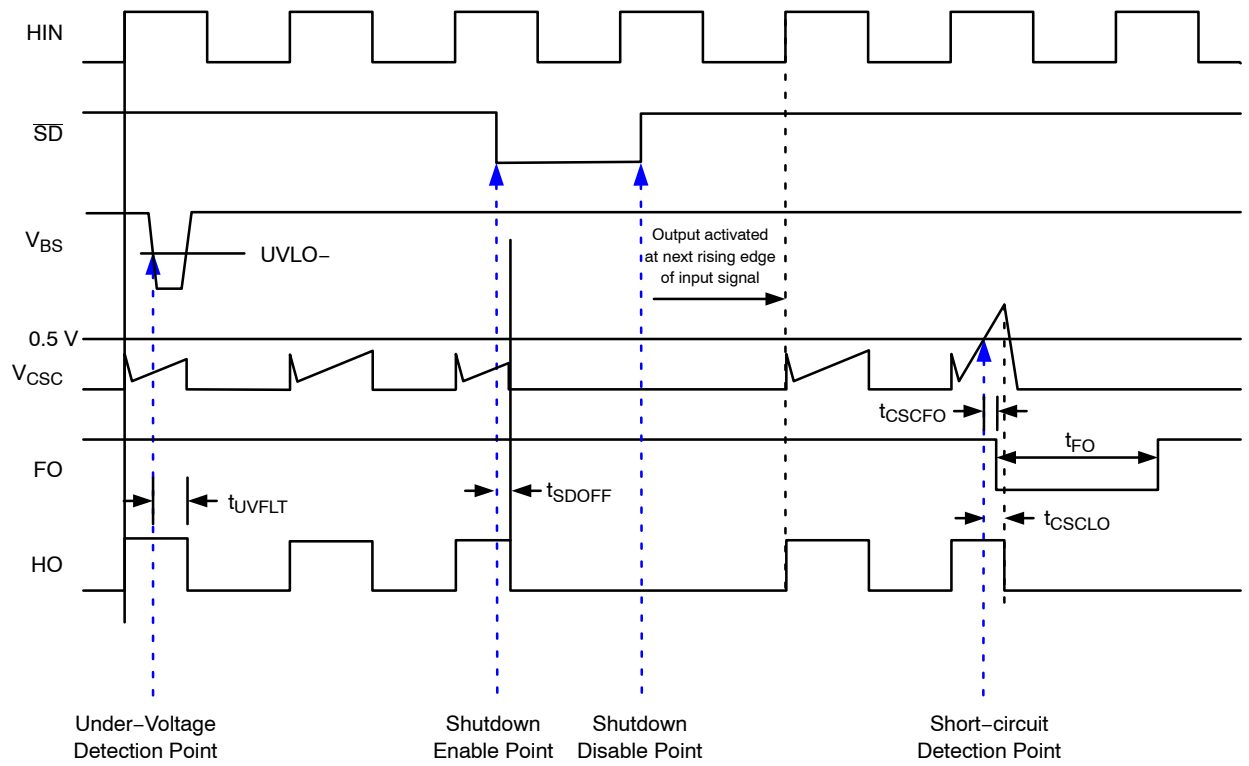 HIN
SD
VBS
UVLO−
Output activated
at next rising edge
of input signal
0.5 V
VCSC
tCSCFO
FO
tFO
tUVFLT
tSDOFF
tCSCLO
HO
Under−Voltage
Detection Point
Shutdown
Enable Point
Shutdown
Disable Point
Short−circuit
Detection Point